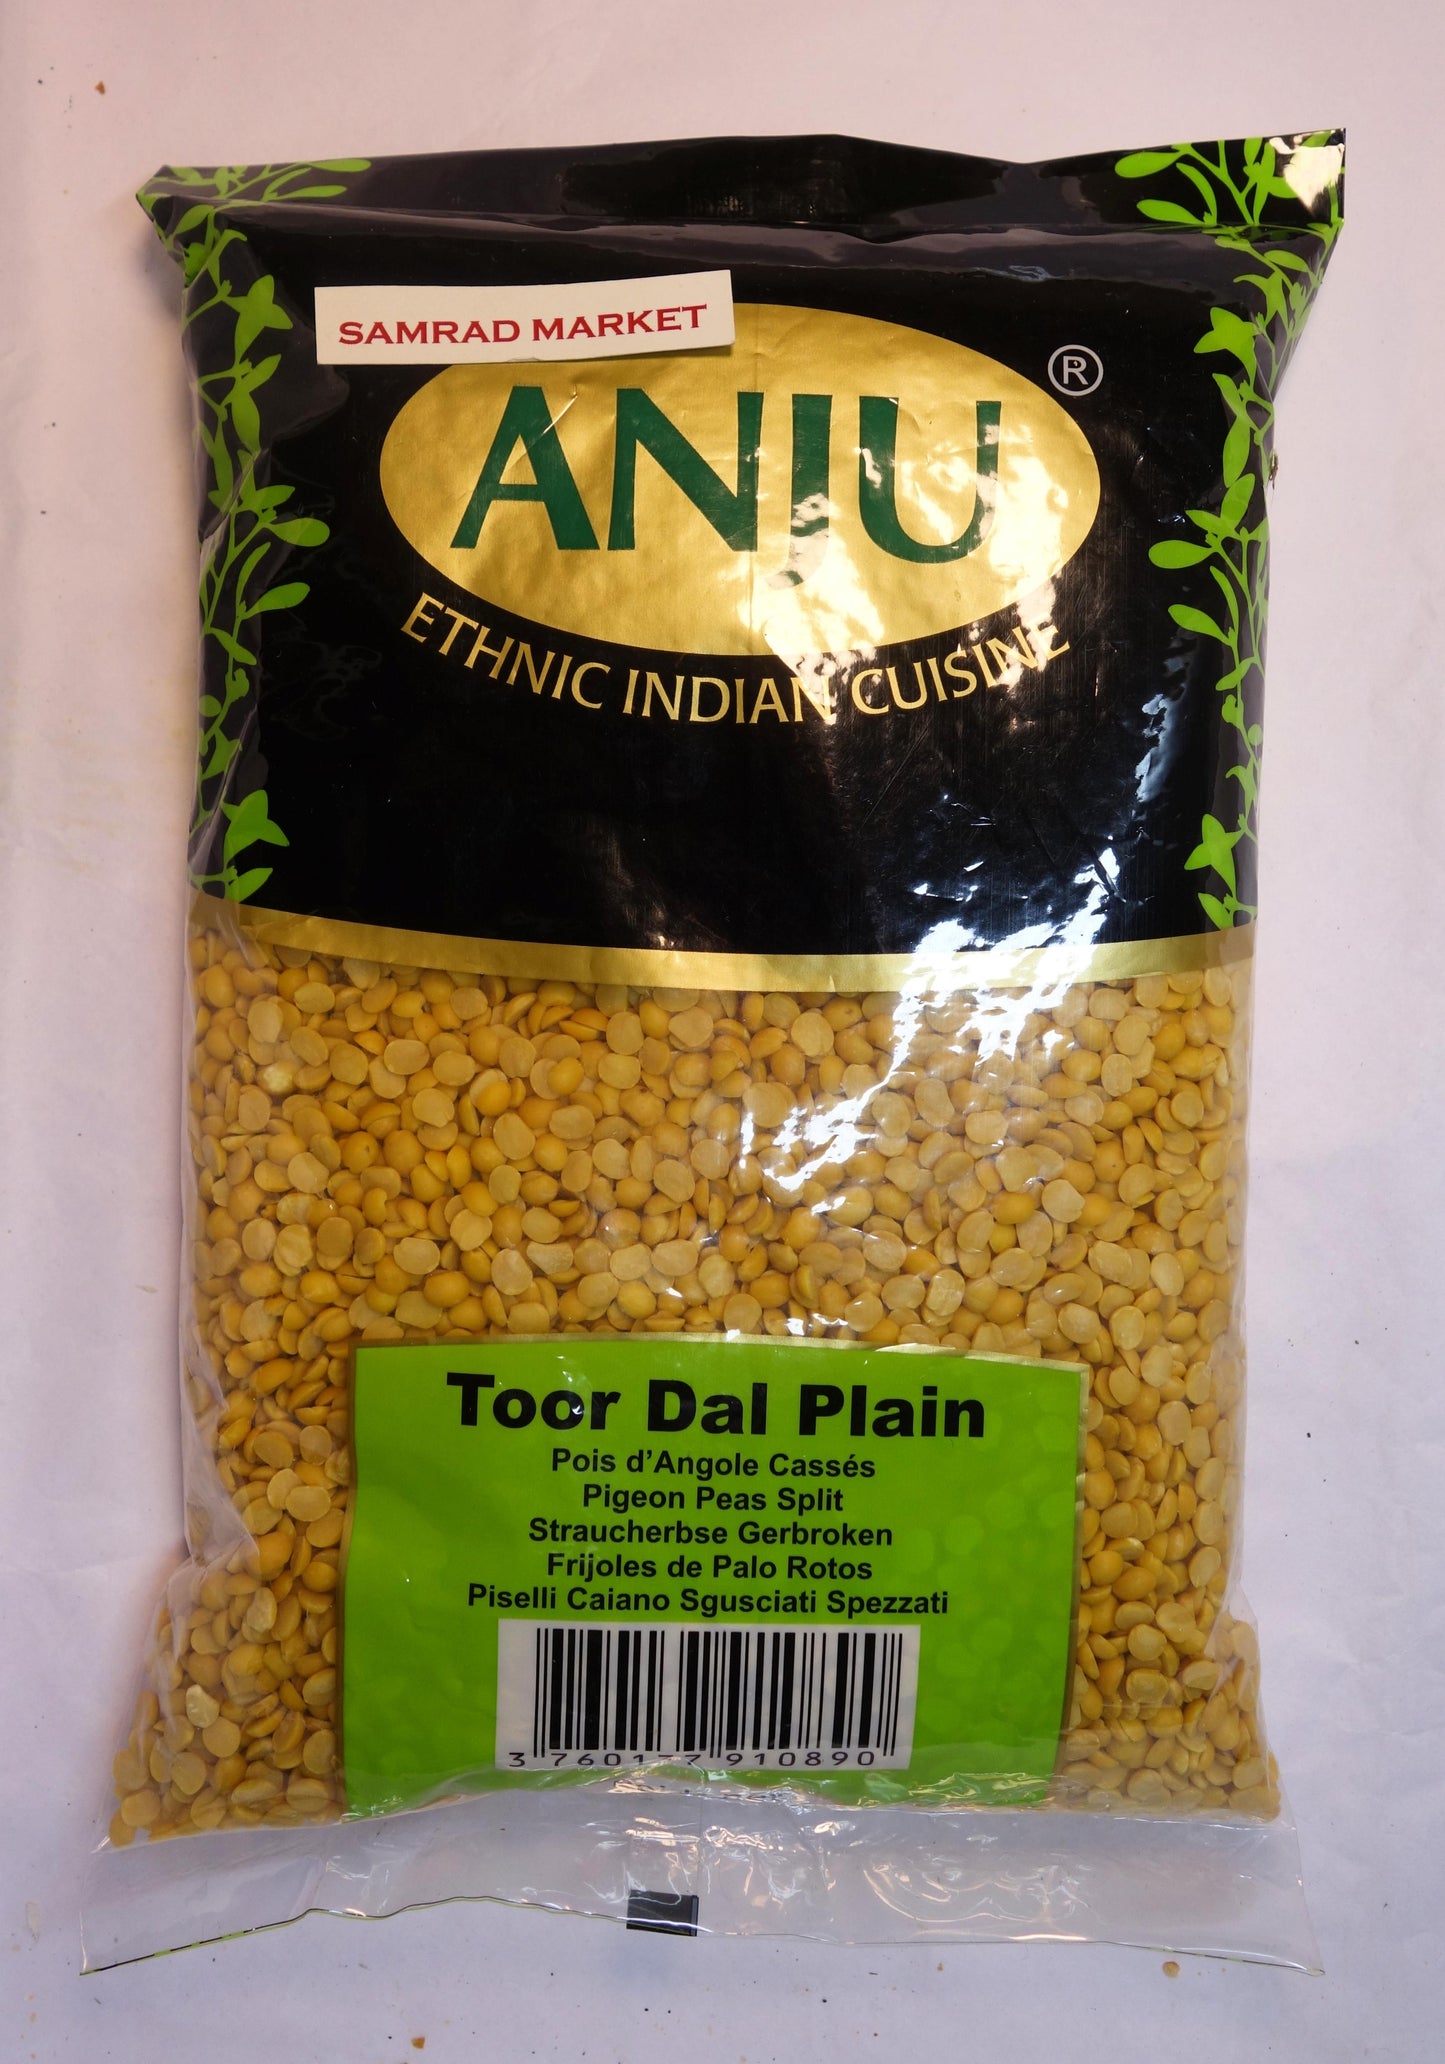 SAMRAD MARKET
ANJU ®
ETHNIC INDIAN CUISINE
Toor Dal Plain
Pois d'Angole Cassés
Pigeon Peas Split
Straucherbse Gerbroken
Frijoles de Palo Rotos
Piselli Caiano Sgusciati Spezzati
3 760177 910890